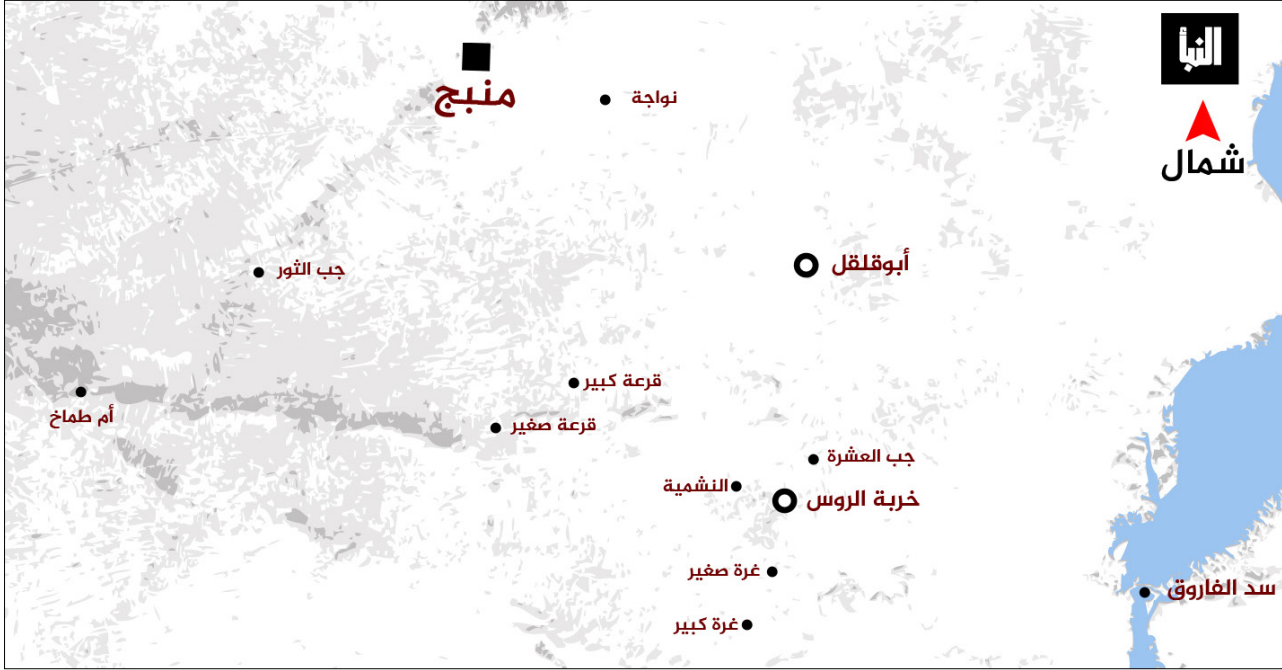 النبأ
شمال
منبج
نواجة
أبوقلقل
جب الثور
قرعة كبير
أم طماخ
قرعة صغير
جب العشرة
النشمية
خربة الروس
غرة صغير
سد الفاروق
غرة كبير